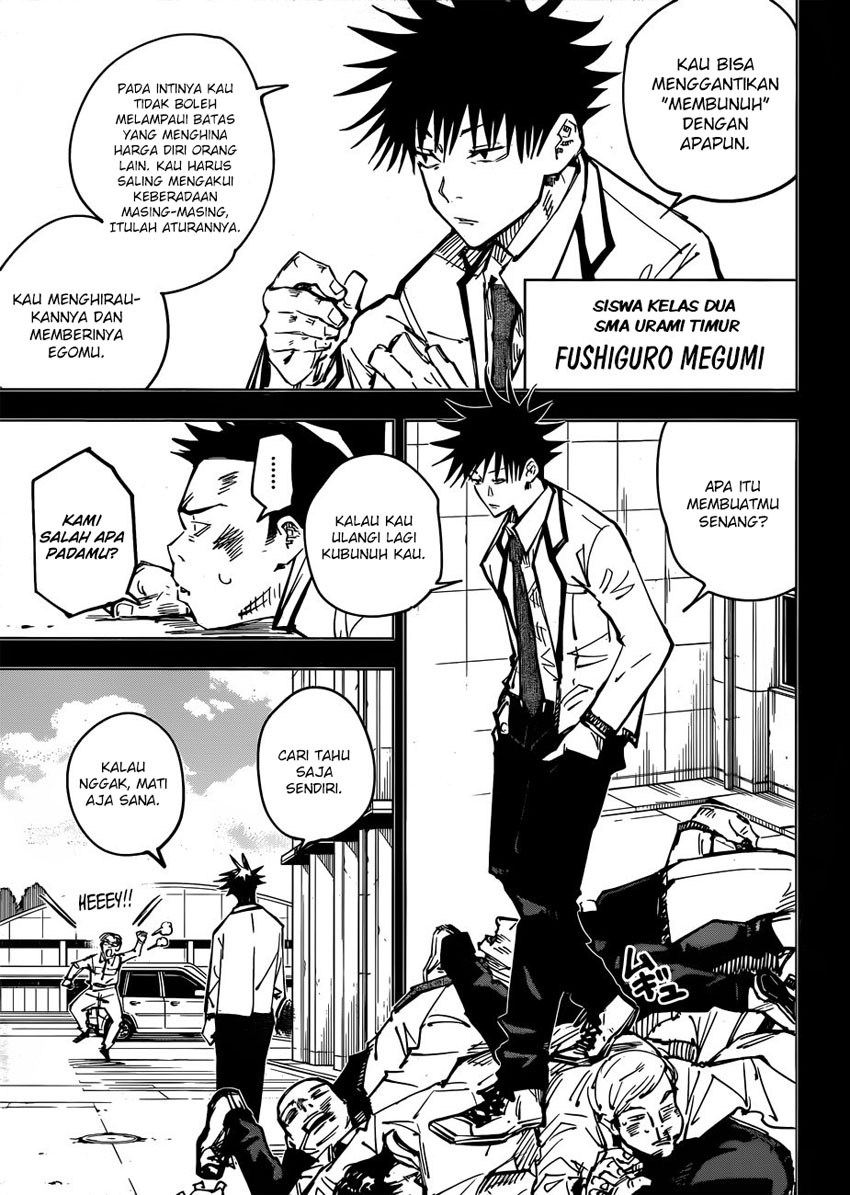 KAU BISA
MENGGANTIKAN
"MEMBUNUH"
DENGAN
APAPUN.
PADA INTINYA KAU
TIDAK BOLEH
MELAMPAUI BATAS
YANG MENGHINA
HARGA DIRI ORANG
LAIN. KAU HARUS
SALING MENGAKUI
KEBERADAAN
MASING-MASING,
ITULAH ATURANNYA.
KAU MENGHIRAU-
KANNYA DAN
MEMBERINYA
EGOMU.
SISWA KELAS DUA
SMA URAMI TIMUR
FUSHIGURO MEGUMI
APA ITU
MEMBUATMU
SENANG?
KALAU KAU
ULANGI LAGI
KUBUNUH KAU.
........
KAMI
SALAH APA
PADAMU?
ムギュ
CARI TAHU
SAJA
SENDIRI.
KALAU
NGGAK, MATI
AJA SANA.
HEEEY!!